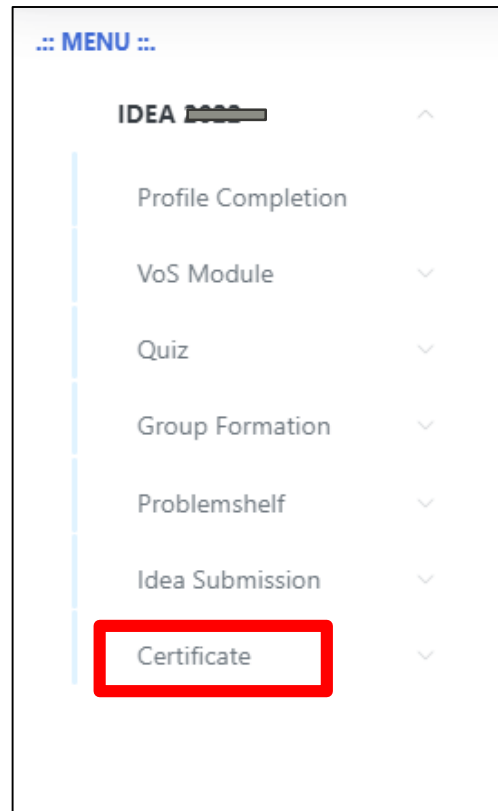 .:: MENU ::.
IDEA
Profile Completion
VoS Module
Quiz
Group Formation
Problemshelf
Idea Submission
Certificate